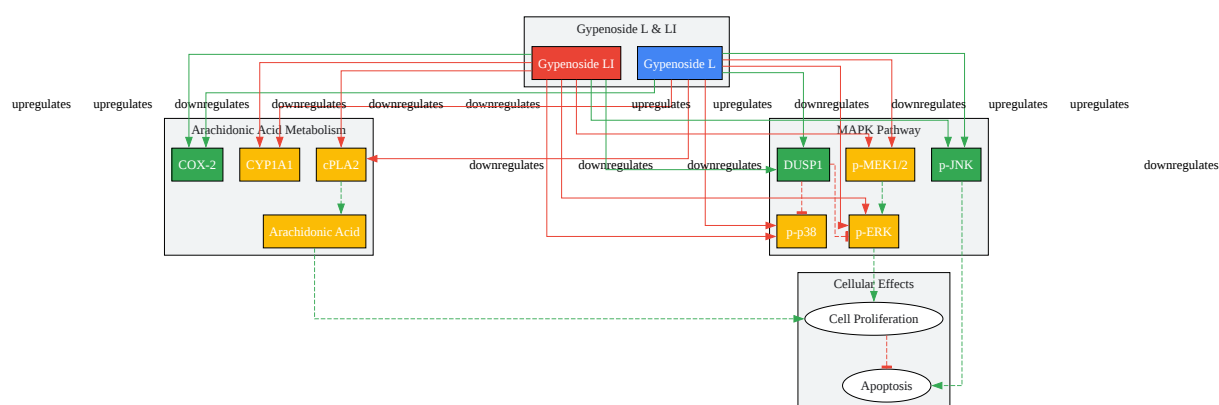 Gypenoside L & LI
Gypenoside LI
Gypenoside L
upregulates
upregulates
downregulates
downregulates
downregulates
downregulates
upregulates
upregulates
downregulates
downregulates
upregulates
upregulates
Arachidonic Acid Metabolism
MAPK Pathway
COX-2
CYP1A1
cPLA2
downregulates
downregulates
downregulates
DUSP1
p-MEK1/2
p-JNK
downregulates
Arachidonic Acid
p-p38
p-ERK
Cellular Effects
Cell Proliferation
Apoptosis